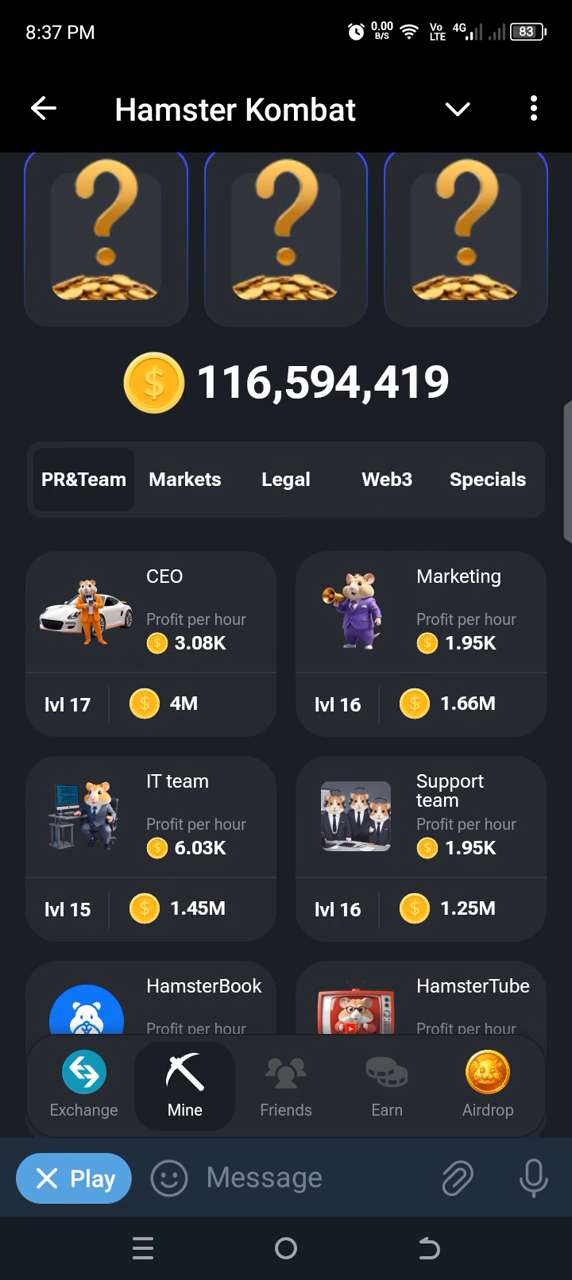 8:37 PM
0.00
B/S
Vo
LTE
4G
83
Hamster Kombat
? ? ?
$ 116,594,419
PR&Team Markets Legal Web3 Specials
CEO
Profit per hour
3.08K
lvl 17 $ 4M
Marketing
Profit per hour
1.95K
lvl 16 $ 1.66M
IT team
Profit per hour
6.03K
lvl 15 $ 1.45M
Support
team
Profit per hour
1.95K
lvl 16 $ 1.25M
HamsterBook
Profit per hour
HamsterTube
Profit per hour
Exchange Mine Friends Earn Airdrop
Play Message